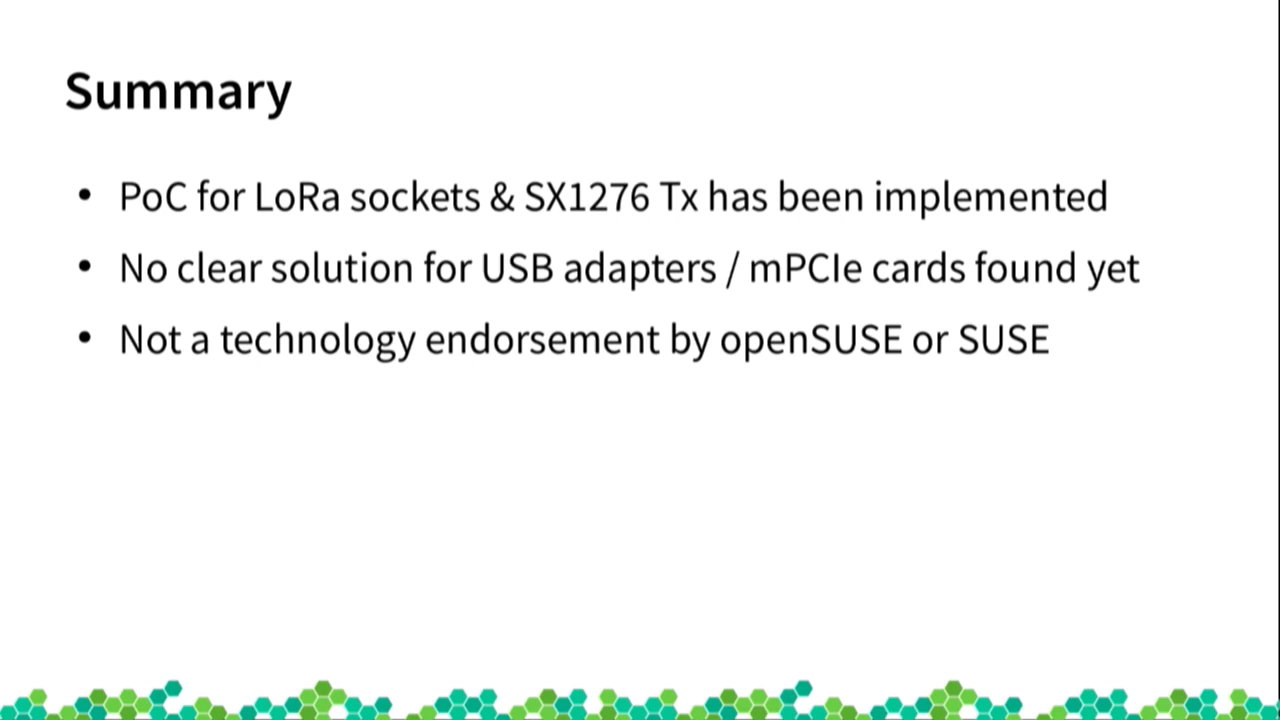 Summary
• PoC for LoRa sockets & SX1276 Tx has been implemented
• No clear solution for USB adapters / mPCIe cards found yet
• Not a technology endorsement by openSUSE or SUSE